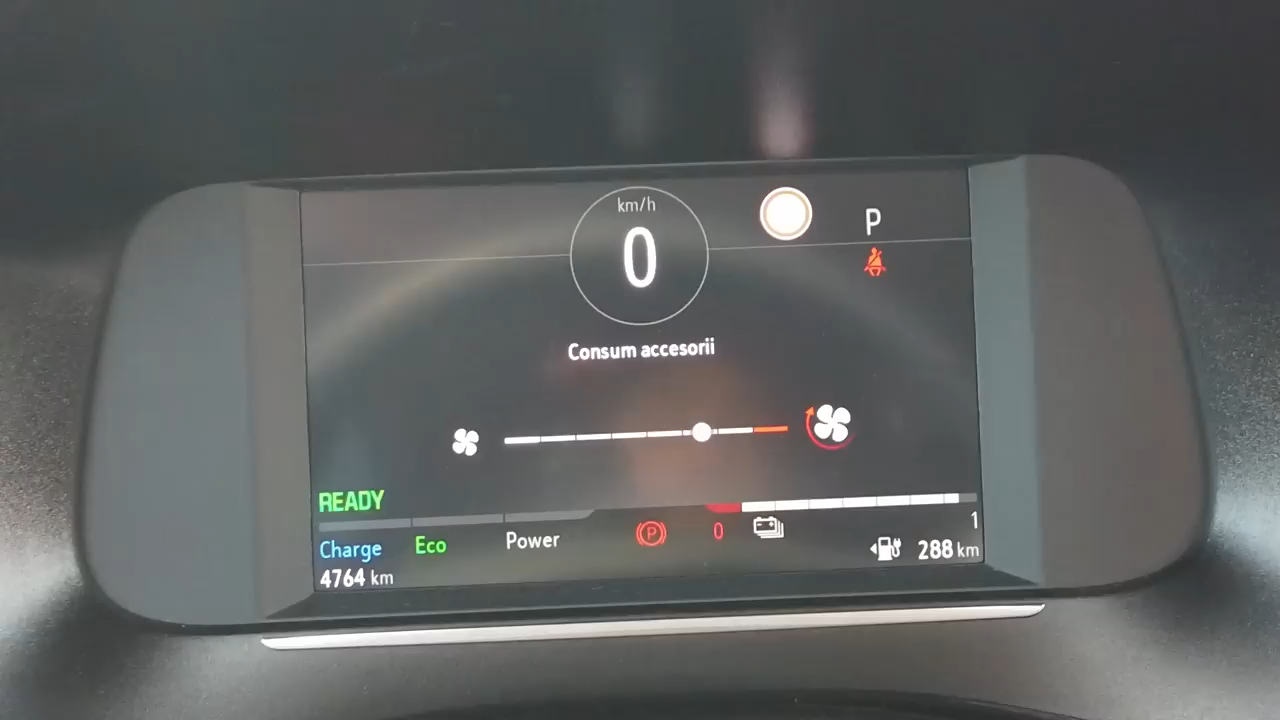 km/h
0
P
Consum accesorii
READY
Charge Eco Power
P 0 1
4764 km
288 km